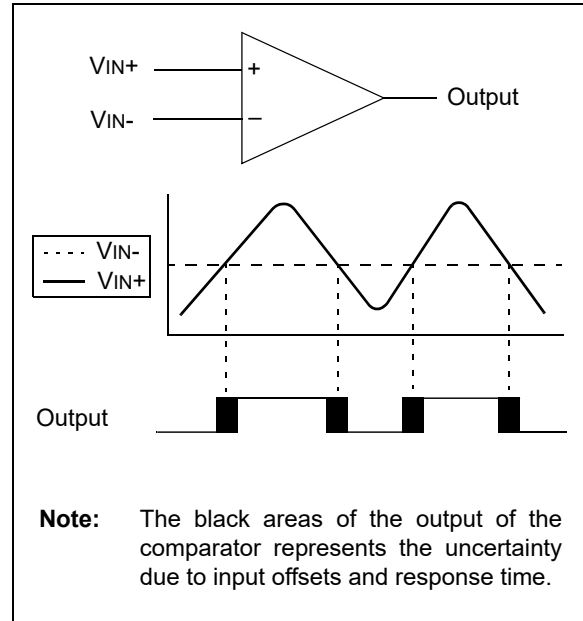 VIN+
+
Output
VIN-
–
VIN-
VIN+
Output
Note: The black areas of the output of the
comparator represents the uncertainty
due to input offsets and response time.